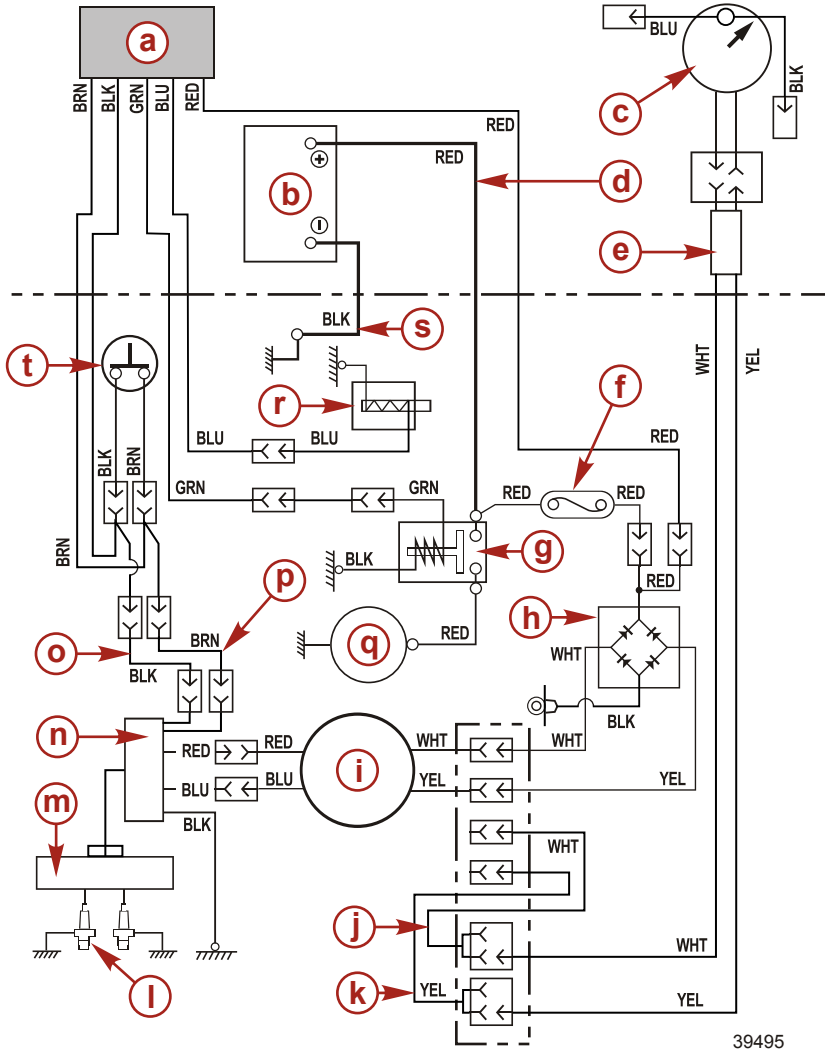 a
BLU
BRN
BLK
GRN
BLU
RED
BLK
c
RED
b
RED
d
e
BLK
s
t
WHT
YEL
r
f
BLU
BLU
RED
BLK
BRN
GRN
GRN
RED
RED
BRN
BLK
g
p
RED
h
q
RED
BRN
o
WHT
BLK
BLK
n
RED
RED
WHT
WHT
i
BLU
BLU
YEL
YEL
m
BLK
WHT
j
WHT
l
k
YEL
YEL
39495